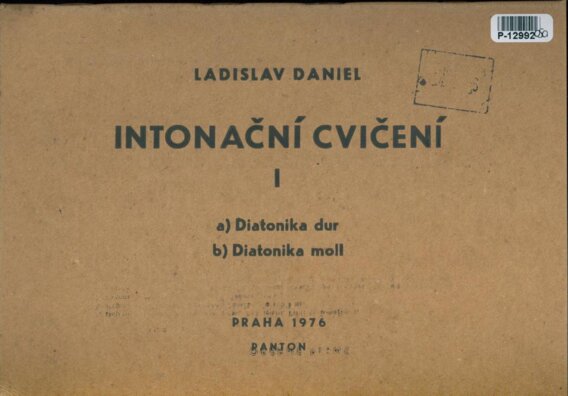 P-12992
LADISLAV DANIEL
INTONAČNÍ CVIČENÍ
I
a) Diatonika dur
b) Diatonika moll
PRAHA 1976
PANTON